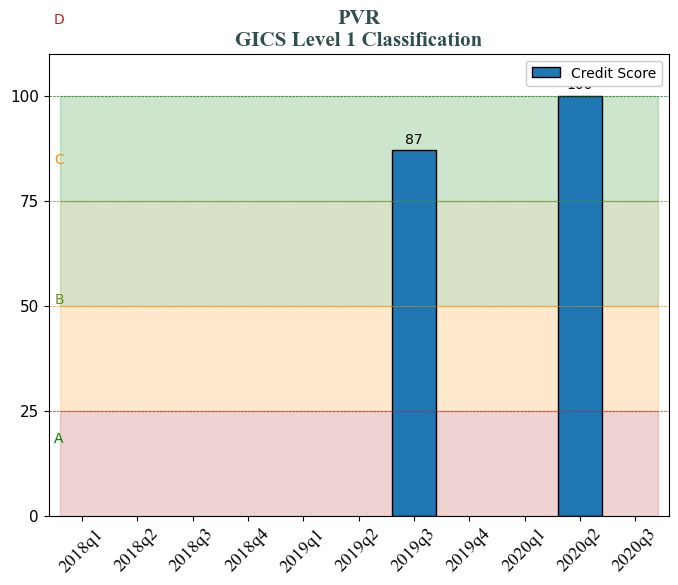 D
PVR
GICS Level 1 Classification
Credit Score
100
100
87
C
75
B
50
25
A
0
2018q1
2018q2
2018q3
2018q4
2019q1
2019q2
2019q3
2019q4
2020q1
2020q2
2020q3